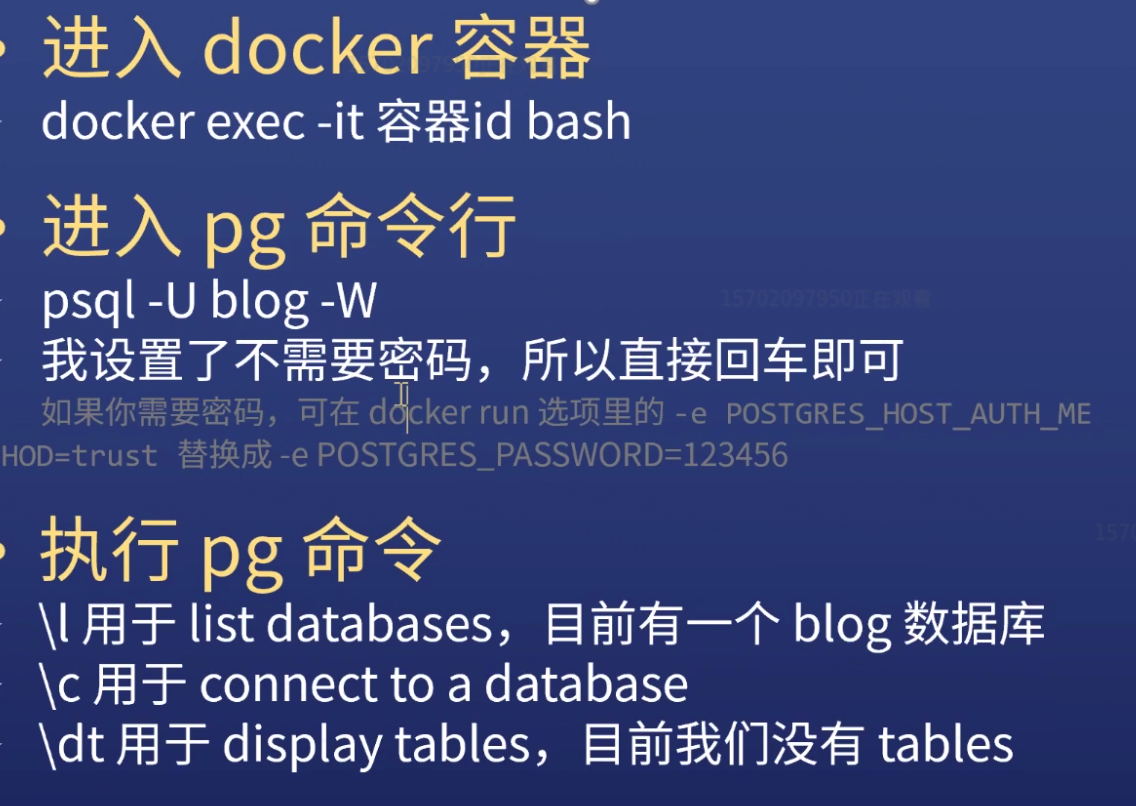 进入 docker 容器
docker exec -it 容器id bash
进入 pg 命令行
psql -U blog -W
15702097950正在观看
我设置了不需要密码，所以直接回车即可
如果你需要密码，可在 docker run 选项里的 -e POSTGRES_HOST_AUTH_ME
HOD=trust 替换成 -e POSTGRES_PASSWORD=123456
执行 pg 命令
\l 用于 list databases，目前有一个 blog 数据库
\c 用于 connect to a database
\dt 用于 display tables，目前我们没有 tables